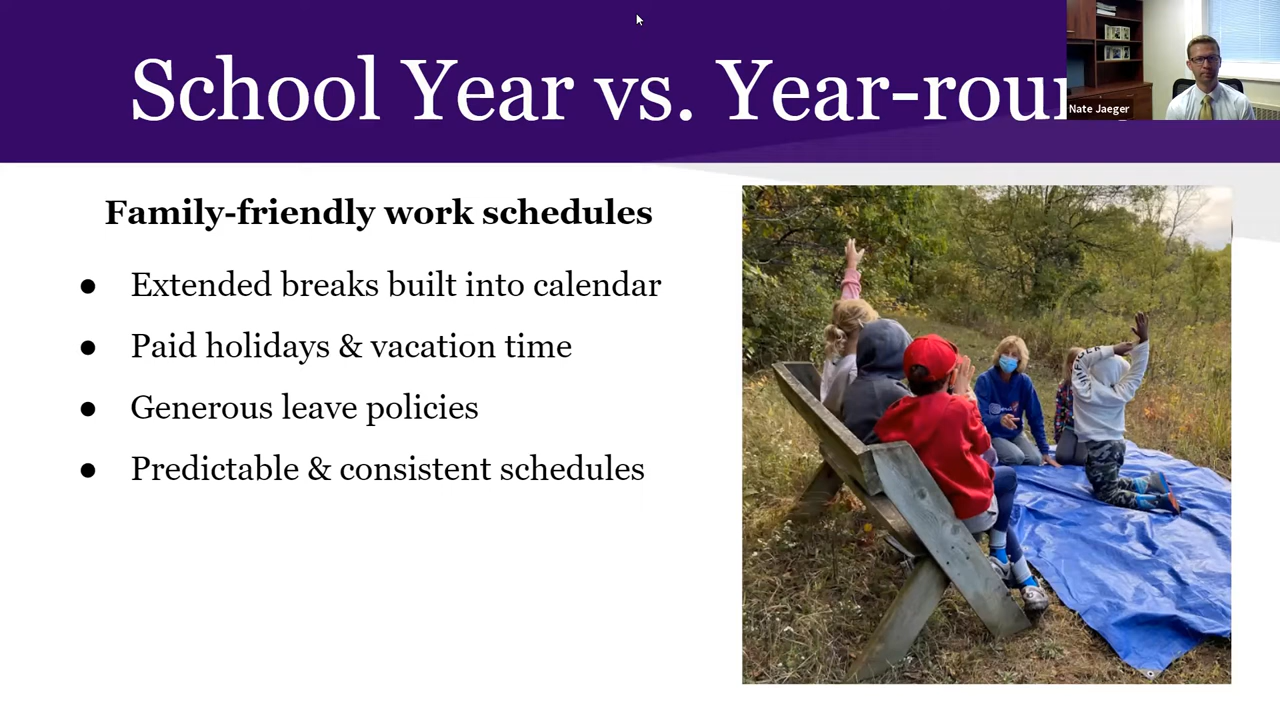 School Year vs. Year-roun
Nate Jaeger
Family-friendly work schedules
● Extended breaks built into calendar
● Paid holidays & vacation time
● Generous leave policies
● Predictable & consistent schedules